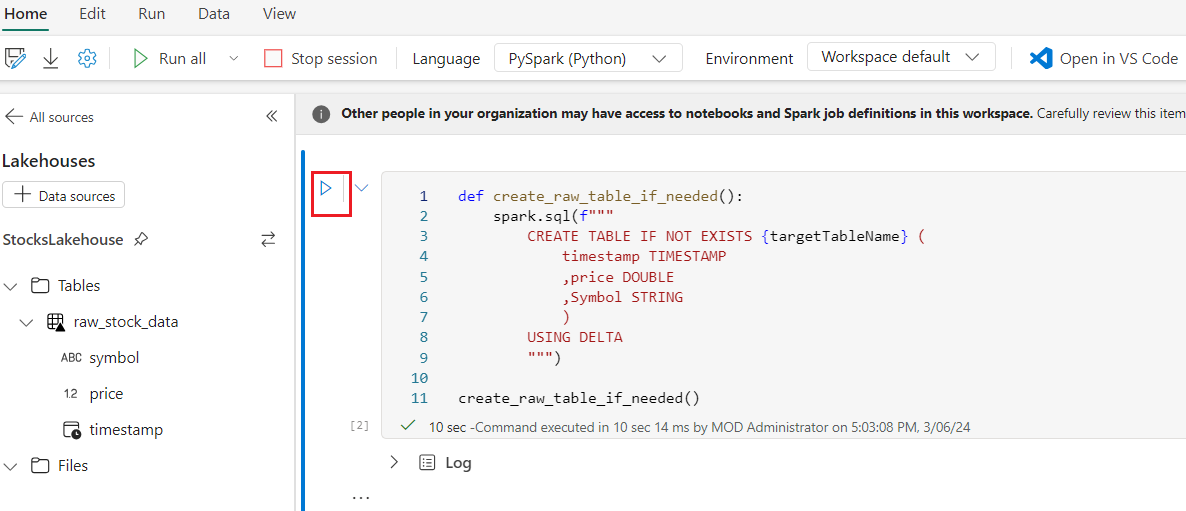 Home Edit Run Data View
Run all Stop session Language PySpark (Python) Environment Workspace default Open in VS Code
All sources
Lakehouses
Data sources
StocksLakehouse
Tables
raw_stock_data
ABC symbol
1.2 price
timestamp
Files
Other people in your organization may have access to notebooks and Spark job definitions in this workspace. Carefully review this item
1 def create_raw_table_if_needed():
2 spark.sql(f"""
3 CREATE TABLE IF NOT EXISTS {targetTableName} (
4 timestamp TIMESTAMP
5 ,price DOUBLE
6 ,Symbol STRING
7 )
8 USING DELTA
9 """)
10
11 create_raw_table_if_needed()
[2] 10 sec -Command executed in 10 sec 14 ms by MOD Administrator on 5:03:08 PM, 3/06/24
Log
...